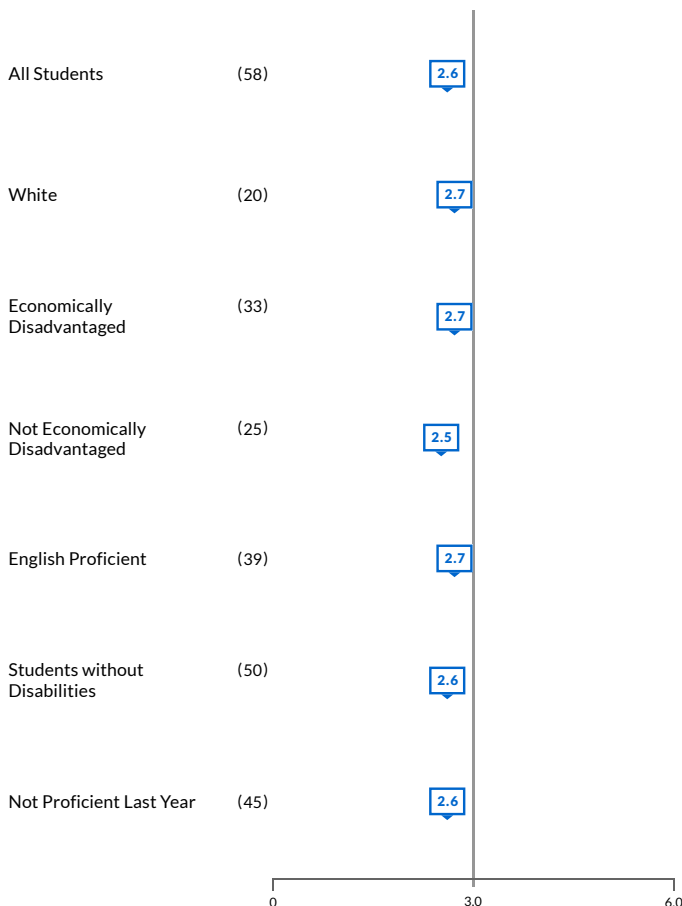 All Students (58) 2.6
White (20) 2.7
Economically (33) 2.7
Disadvantaged
Not Economically (25) 2.5
Disadvantaged
English Proficient (39) 2.7
Students without (50) 2.6
Disabilities
Not Proficient Last Year (45) 2.6
0 3.0 6.0